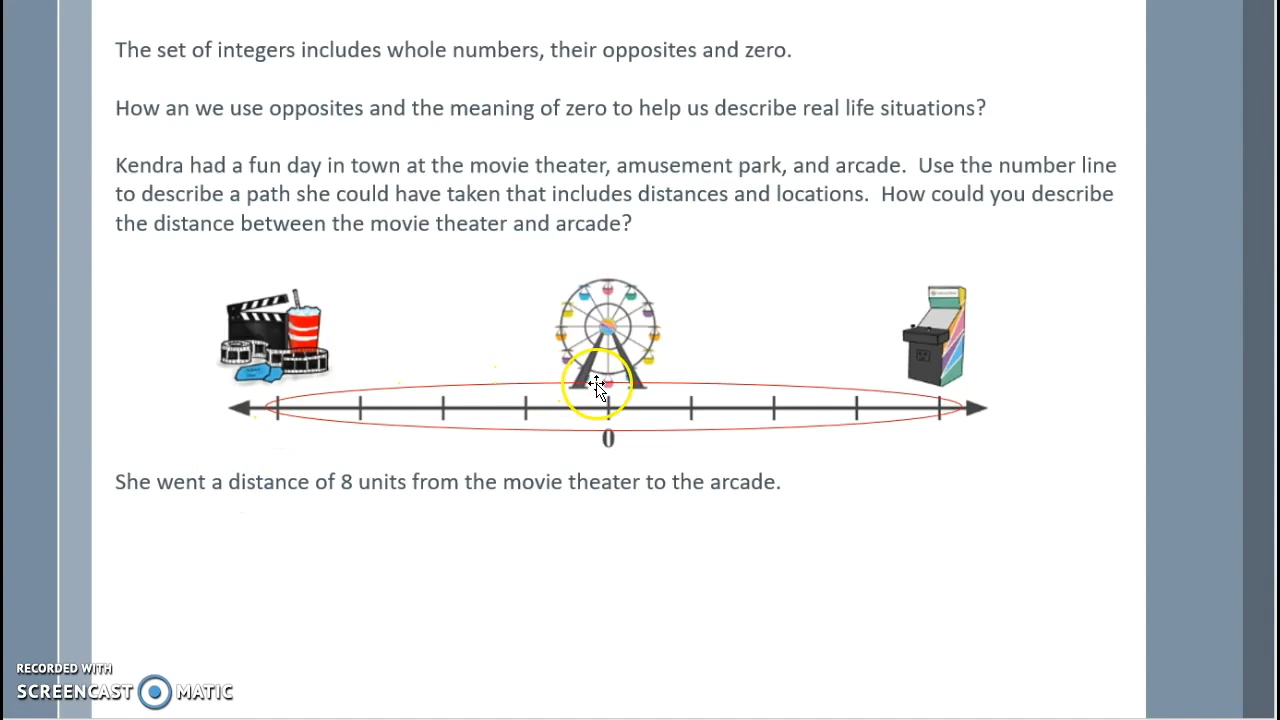 The set of integers includes whole numbers, their opposites and zero.
How an we use opposites and the meaning of zero to help us describe real life situations?
Kendra had a fun day in town at the movie theater, amusement park, and arcade. Use the number line
to describe a path she could have taken that includes distances and locations. How could you describe
the distance between the movie theater and arcade?
0
She went a distance of 8 units from the movie theater to the arcade.
RECORDED WITH
SCREENCAST MATIC